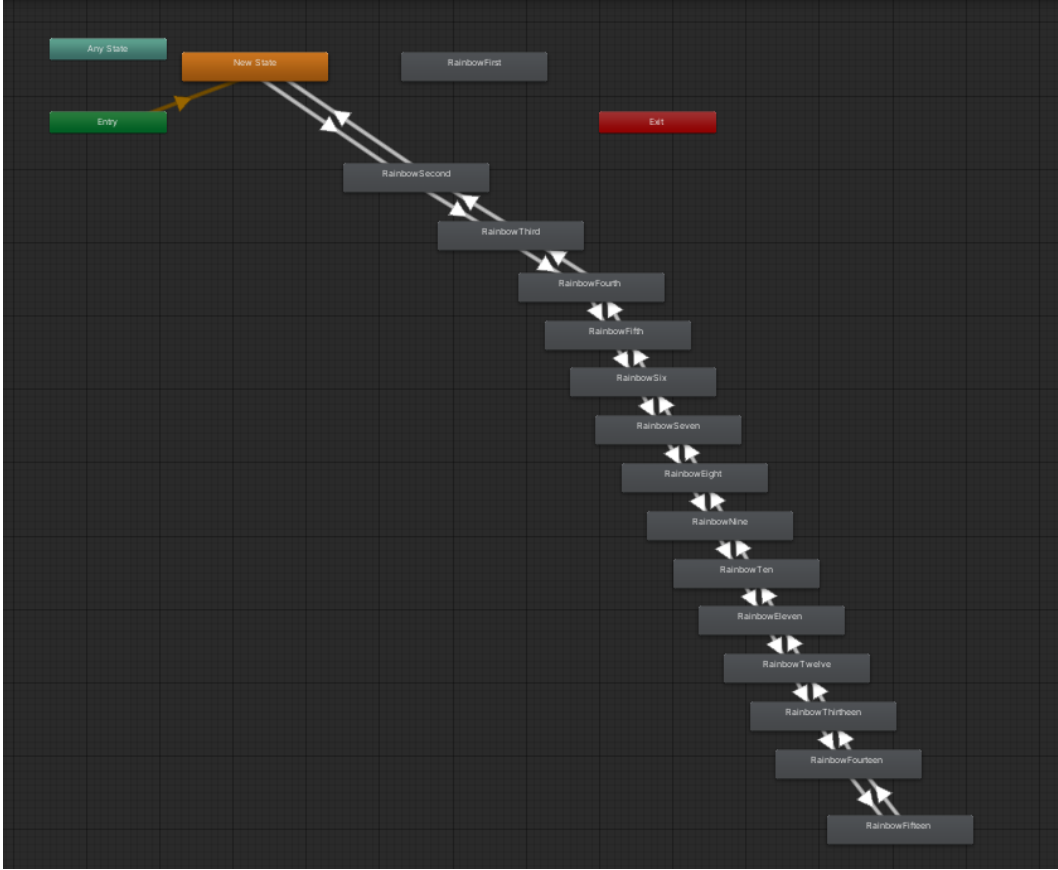 Any State
New State
RainbowFirst
Entry
Exit
RainbowSecond
RainbowThird
RainbowFourth
RainbowFifth
RainbowSix
RainbowSeven
RainbowEight
RainbowNine
RainbowTen
RainbowEleven
RainbowTwelve
RainbowThirtheen
RainbowFourteen
RainbowFifteen